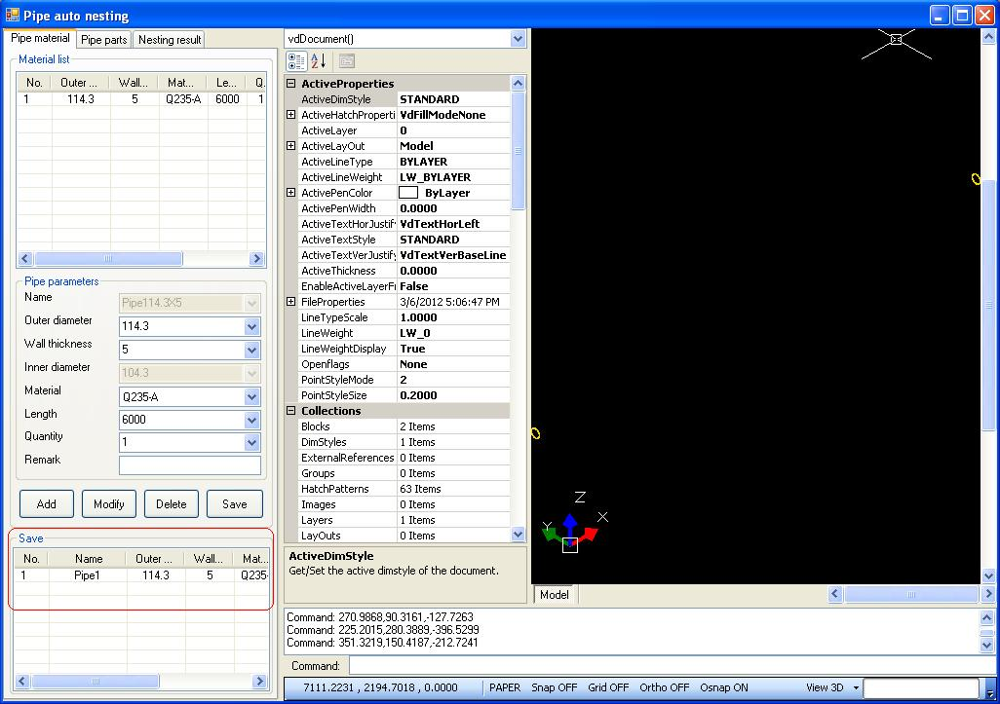 Pipe auto nesting
Pipe material Pipe parts Nesting result
Material list
No. Outer ... Wall... Mat... Le... Q.
1 114.3 5 Q235-A 6000 1
Pipe parameters
Name Pipe114.3X5
Outer diameter 114.3
Wall thickness 5
Inner diameter 104.3
Material Q235-A
Length 6000
Quantity 1
Remark
Add Modify Delete Save
Save
No. Name Outer ... Wall... Mat...
1 Pipe1 114.3 5 Q235-
vdDocument()
ActiveProperties
ActiveDimStyle STANDARD
ActiveHatchProperti VdFillModeNone
ActiveLayer 0
ActiveLayOut Model
ActiveLineType BYLAYER
ActiveLineWeight LW_BYLAYER
ActivePenColor ByLayer
ActivePenWidth 0.0000
ActiveTextHorJustify VdTextHorLeft
ActiveTextStyle STANDARD
ActiveTextVerJustify VdTextVerBaseLine
ActiveThickness 0.0000
EnableActiveLayerFr False
FileProperties 3/6/2012 5:06:47 PM
LineTypeScale 1.0000
LineWeight LW_0
LineWeightDisplay True
Openflags None
PointStyleMode 2
PointStyleSize 0.2000
Collections
Blocks 2 Items
DimStyles 1 Items
ExternalReferences 0 Items
Groups 0 Items
HatchPatterns 63 Items
Images 0 Items
Layers 1 Items
LayOuts 0 Items
ActiveDimStyle
Get/Set the active dimstyle of the document.
Z
X
Y
Model
Command: 270.9868,90.3161,-127.7263
Command: 225.2015,280.3889,-396.5299
Command: 351.3219,150.4187,-212.7241
Command:
7111.2231 , 2194.7018 , 0.0000 PAPER Snap OFF Grid OFF Ortho OFF Osnap ON View 3D